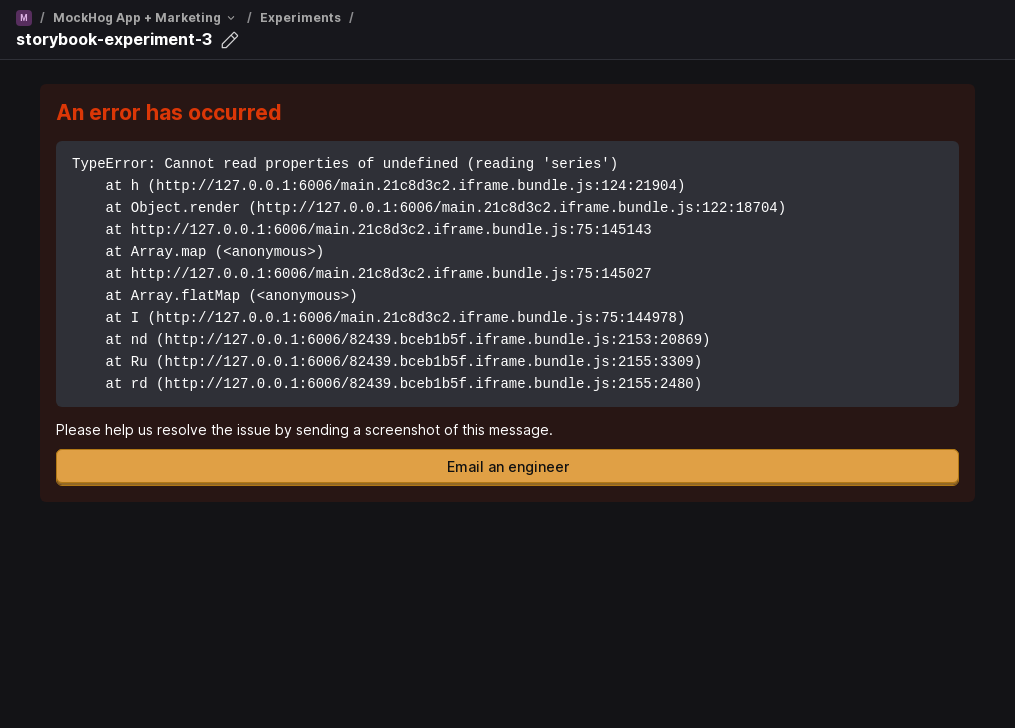 M / MockHog App + Marketing / Experiments /
storybook-experiment-3
An error has occurred
TypeError: Cannot read properties of undefined (reading 'series')
    at h (http://127.0.0.1:6006/main.21c8d3c2.iframe.bundle.js:124:21904)
    at Object.render (http://127.0.0.1:6006/main.21c8d3c2.iframe.bundle.js:122:18704)
    at http://127.0.0.1:6006/main.21c8d3c2.iframe.bundle.js:75:145143
    at Array.map (<anonymous>)
    at http://127.0.0.1:6006/main.21c8d3c2.iframe.bundle.js:75:145027
    at Array.flatMap (<anonymous>)
    at I (http://127.0.0.1:6006/main.21c8d3c2.iframe.bundle.js:75:144978)
    at nd (http://127.0.0.1:6006/82439.bceb1b5f.iframe.bundle.js:2153:20869)
    at Ru (http://127.0.0.1:6006/82439.bceb1b5f.iframe.bundle.js:2155:3309)
    at rd (http://127.0.0.1:6006/82439.bceb1b5f.iframe.bundle.js:2155:2480)
Please help us resolve the issue by sending a screenshot of this message.
Email an engineer